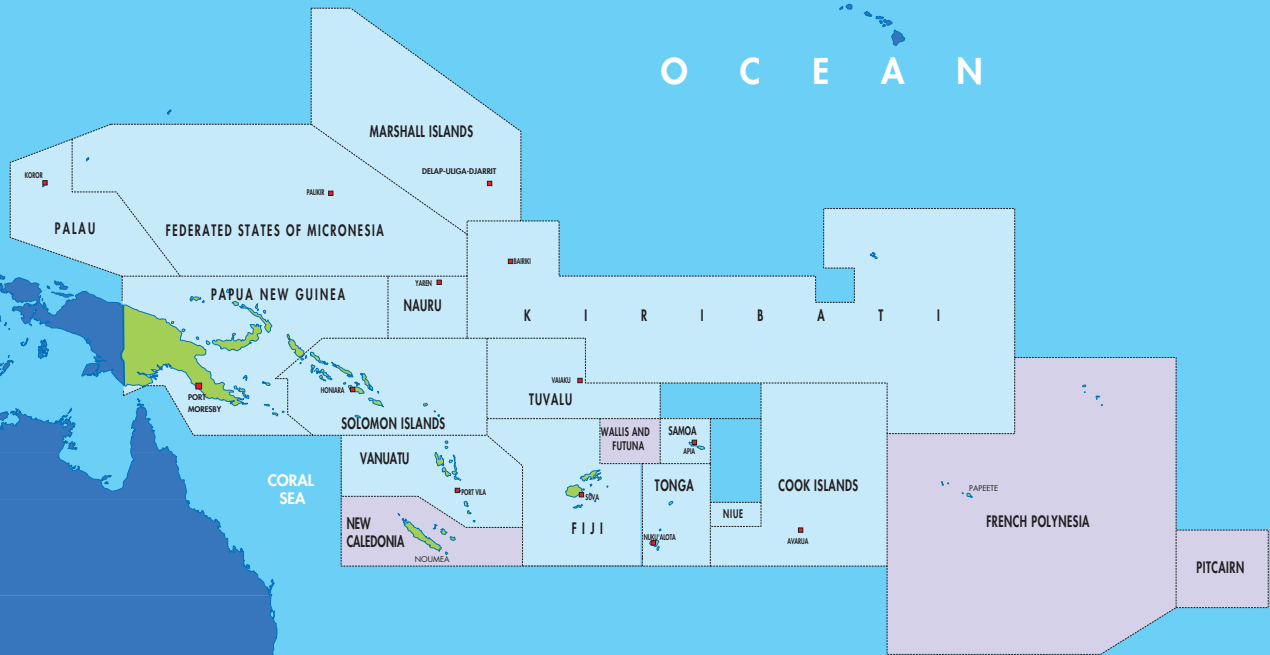 O C E A N
MARSHALL ISLANDS
DELAP-ULIGA-DJARRIT
KOROR
PALIKIR
PALAU
FEDERATED STATES OF MICRONESIA
BAIRIKI
YAREN
PAPUA NEW GUINEA
NAURU
K I R I B A T I
VAIAKU
HONIARA
TUVALU
PORT
MORESBY
SOLOMON ISLANDS
WALLIS AND
FUTUNA
SAMOA
APIA
VANUATU
CORAL
SEA
PORT VILA
SUVA
TONGA
COOK ISLANDS
PAPEETE
NIUE
NEW
CALEDONIA
FIJI
FRENCH POLYNESIA
NUKU'ALOTA
AVARUA
NOUMEA
PITCAIRN